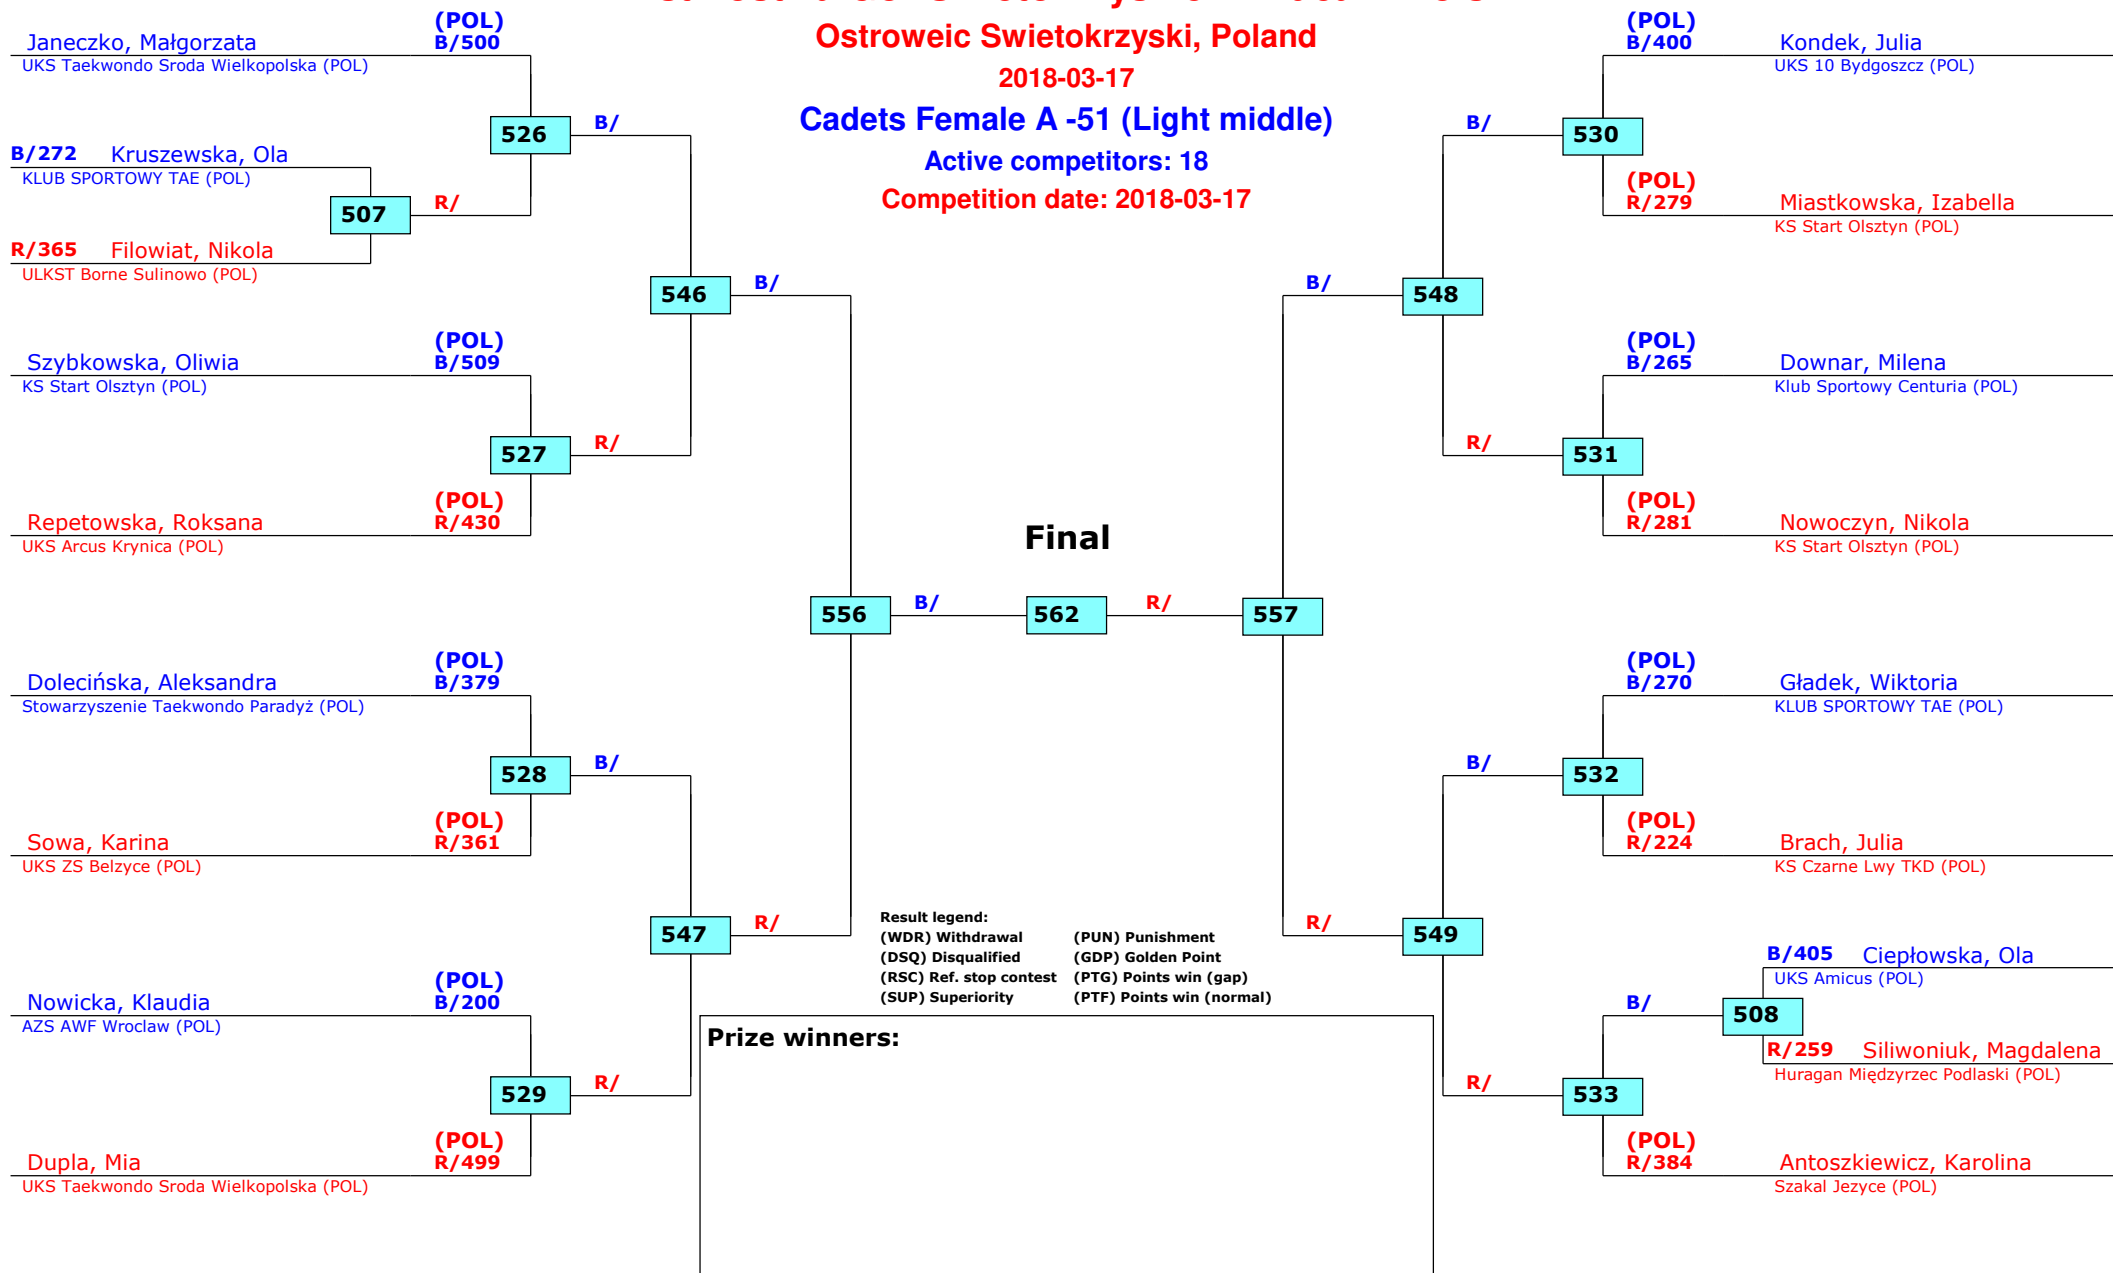 Ostroweic Swietokrzyski, Poland
2018-03-17
Cadets Female A -51 (Light middle)
Active competitors: 18
Competition date: 2018-03-17
(POL)
Janeczko, Małgorzata B/500
UKS Taekwondo Sroda Wielkopolska (POL)
526
B/
B/272 Kruszewska, Ola
KLUB SPORTOWY TAE (POL)
507
R/
R/365 Filowiat, Nikola
ULKST Borne Sulinowo (POL)
546
B/
(POL)
Szybkowska, Oliwia B/509
KS Start Olsztyn (POL)
527
R/
(POL)
Repetowska, Roksana R/430
UKS Arcus Krynica (POL)
556
B/
(POL)
Dolecińska, Aleksandra B/379
Stowarzyszenie Taekwondo Paradyż (POL)
528
B/
(POL)
Sowa, Karina R/361
UKS ZS Belzyce (POL)
547
R/
(POL)
Nowicka, Klaudia B/200
AZS AWF Wroclaw (POL)
529
R/
(POL)
Dupla, Mia R/499
UKS Taekwondo Sroda Wielkopolska (POL)
Final
562
R/
557
(POL)
B/400 Kondek, Julia
UKS 10 Bydgoszcz (POL)
B/
530
(POL)
R/279 Miastkowska, Izabella
KS Start Olsztyn (POL)
B/
548
(POL)
B/265 Downar, Milena
Klub Sportowy Centuria (POL)
R/
531
(POL)
R/281 Nowoczyn, Nikola
KS Start Olsztyn (POL)
(POL)
B/270 Gładek, Wiktoria
KLUB SPORTOWY TAE (POL)
B/
532
(POL)
R/224 Brach, Julia
KS Czarne Lwy TKD (POL)
R/
549
B/405 Ciepłowska, Ola
UKS Amicus (POL)
B/
508
R/259 Siliwoniuk, Magdalena
Huragan Międzyrzec Podlaski (POL)
R/
533
(POL)
R/384 Antoszkiewicz, Karolina
Szakal Jezyce (POL)
Result legend:
(WDR) Withdrawal (PUN) Punishment
(DSQ) Disqualified (GDP) Golden Point
(RSC) Ref. stop contest (PTG) Points win (gap)
(SUP) Superiority (PTF) Points win (normal)
Prize winners: